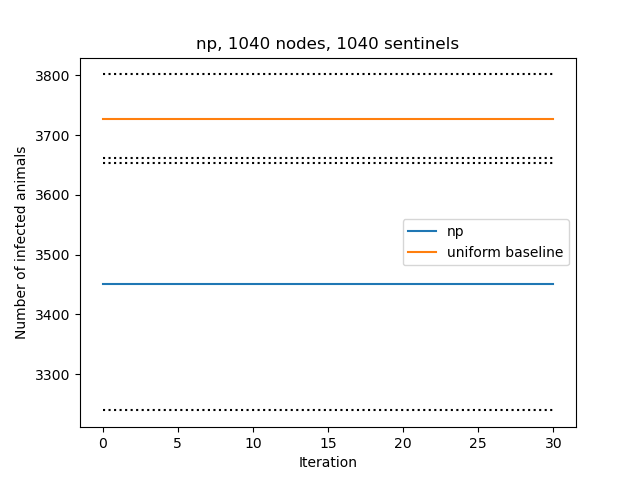 np, 1040 nodes, 1040 sentinels
3800
3700
3600
3500
3400
3300
Number of infected animals
np
uniform baseline
0 5 10 15 20 25 30
Iteration